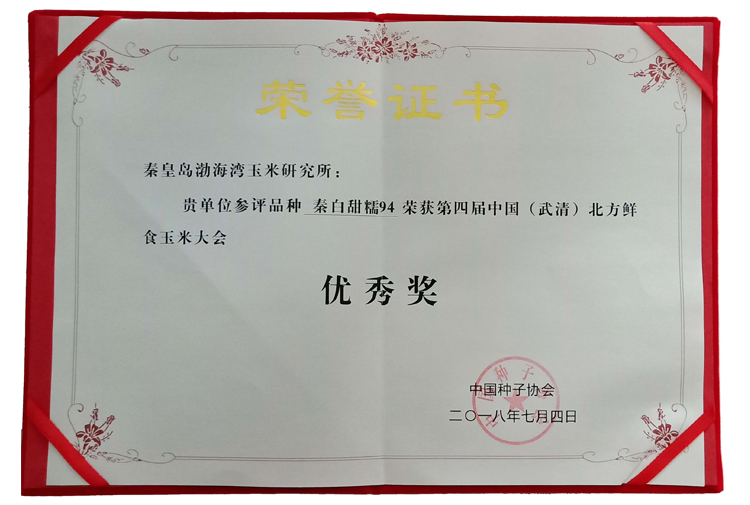 荣誉证书
秦皇岛渤海湾玉米研究所：
贵单位参评品种 秦白甜糯94 荣获第四届中国（武清）北方鲜
食玉米大会
优秀奖
中国种子协会
二〇一八年七月四日